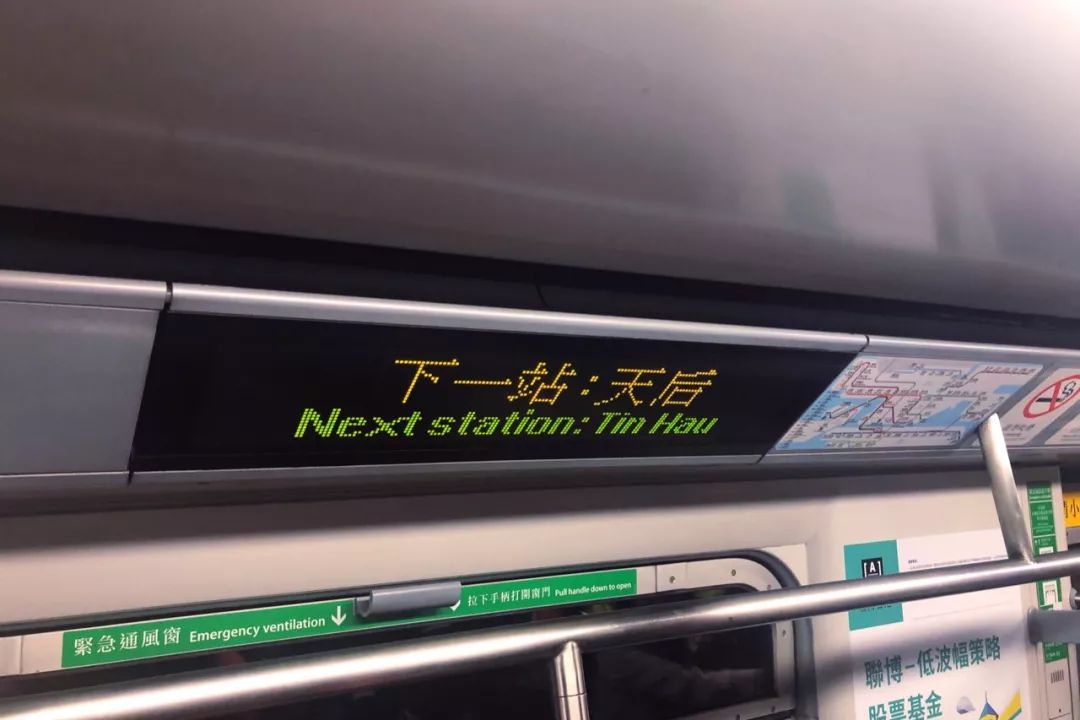 下一站:天后
Next station: Tin Hau
緊急通風窗 Emergency ventilation
拉下手柄打開窗門 Pull handle down to open
[A]
聯博–低波幅策略
股票基金